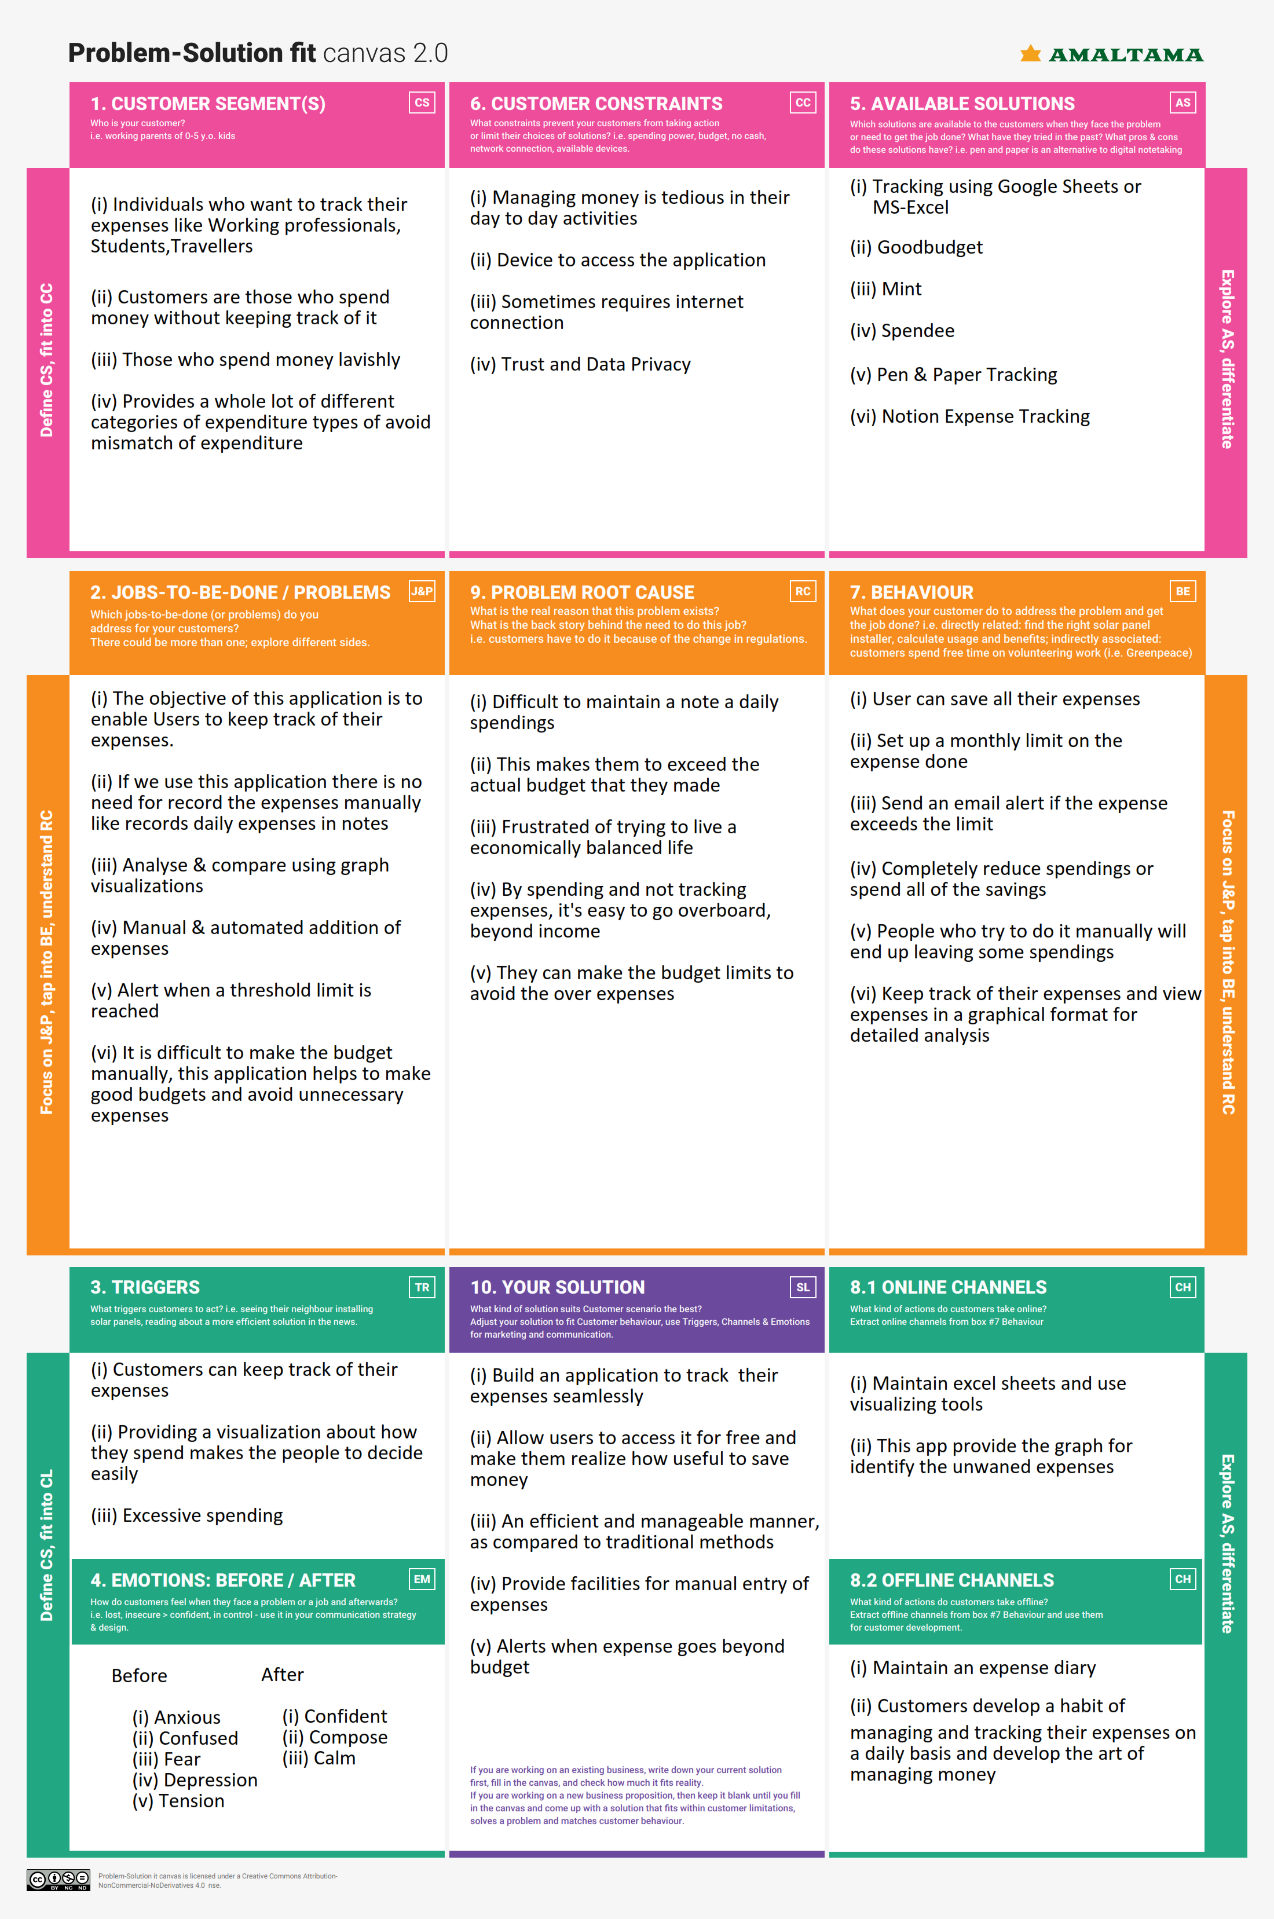 Problem-Solution fit canvas 2.0
AMALTAMA
1. CUSTOMER SEGMENT(S)
CS
Who is your customer?
i.e. working parents of 0-5 y.o. kids
(i) Individuals who want to track their
expenses like Working professionals,
Students,Travellers
(ii) Customers are those who spend
money without keeping track of it
(iii) Those who spend money lavishly
(iv) Provides a whole lot of different
categories of expenditure types of avoid
mismatch of expenditure
Define CS, fit into CC
6. CUSTOMER CONSTRAINTS
CC
What constraints prevent your customers from taking action
or limit their choices of solutions? i.e. spending power, budget, no cash,
network connection, available devices.
(i) Managing money is tedious in their
day to day activities
(ii) Device to access the application
(iii) Sometimes requires internet
connection
(iv) Trust and Data Privacy
5. AVAILABLE SOLUTIONS
AS
Which solutions are available to the customers when they face the problem
or need to get the job done? What have they tried in the past? What pros & cons
do these solutions have? i.e. pen and paper is an alternative to digital notetaking
(i) Tracking using Google Sheets or
MS-Excel
(ii) Goodbudget
(iii) Mint
(iv) Spendee
(v) Pen & Paper Tracking
(vi) Notion Expense Tracking
Explore AS, differentiate
2. JOBS-TO-BE-DONE / PROBLEMS
J&P
Which jobs-to-be-done (or problems) do you
address for your customers?
There could be more than one; explore different sides.
(i) The objective of this application is to
enable Users to keep track of their
expenses.
(ii) If we use this application there is no
need for record the expenses manually
like records daily expenses in notes
(iii) Analyse & compare using graph
visualizations
(iv) Manual & automated addition of
expenses
(v) Alert when a threshold limit is
reached
(vi) It is difficult to make the budget
manually, this application helps to make
good budgets and avoid unnecessary
expenses
Focus on J&P, tap into BE, understand RC
9. PROBLEM ROOT CAUSE
RC
What is the real reason that this problem exists?
What is the back story behind the need to do this job?
i.e. customers have to do it because of the change in regulations.
(i) Difficult to maintain a note a daily
spendings
(ii) This makes them to exceed the
actual budget that they made
(iii) Frustrated of trying to live a
economically balanced life
(iv) By spending and not tracking
expenses, it's easy to go overboard,
beyond income
(v) They can make the budget limits to
avoid the over expenses
7. BEHAVIOUR
BE
What does your customer do to address the problem and get
the job done? i.e. directly related: find the right solar panel
installer, calculate usage and benefits; indirectly associated:
customers spend free time on volunteering work (i.e. Greenpeace)
(i) User can save all their expenses
(ii) Set up a monthly limit on the
expense done
(iii) Send an email alert if the expense
exceeds the limit
(iv) Completely reduce spendings or
spend all of the savings
(v) People who try to do it manually will
end up leaving some spendings
(vi) Keep track of their expenses and view
expenses in a graphical format for
detailed analysis
Focus on J&P, tap into BE, understand RC
3. TRIGGERS
TR
What triggers customers to act? i.e. seeing their neighbour installing
solar panels, reading about a more efficient solution in the news.
(i) Customers can keep track of their
expenses
(ii) Providing a visualization about how
they spend makes the people to decide
easily
(iii) Excessive spending
Define CS, fit into CL
4. EMOTIONS: BEFORE / AFTER
EM
How do customers feel when they face a problem or a job and afterwards?
i.e. lost, insecure > confident, in control - use it in your communication strategy
& design.
Before
(i) Anxious
(ii) Confused
(iii) Fear
(iv) Depression
(v) Tension
After
(i) Confident
(ii) Compose
(iii) Calm
10. YOUR SOLUTION
SL
What kind of solution suits Customer scenario the best?
Adjust your solution to fit Customer behaviour, use Triggers, Channels & Emotions
for marketing and communication.
(i) Build an application to track  their
expenses seamlessly
(ii) Allow users to access it for free and
make them realize how useful to save
money
(iii) An efficient and manageable manner,
as compared to traditional methods
(iv) Provide facilities for manual entry of
expenses
(v) Alerts when expense goes beyond
budget
If you are working on an existing business, write down your current solution
first, fill in the canvas, and check how much it fits reality.
If you are working on a new business proposition, then keep it blank until you fill
in the canvas and come up with a solution that fits within customer limitations,
solves a problem and matches customer behaviour.
8.1 ONLINE CHANNELS
CH
What kind of actions do customers take online?
Extract online channels from box #7 Behaviour
(i) Maintain excel sheets and use
visualizing tools
(ii) This app provide the graph for
identify the unwaned expenses
8.2 OFFLINE CHANNELS
CH
What kind of actions do customers take offline?
Extract offline channels from box #7 Behaviour and use them
for customer development.
(i) Maintain an expense diary
(ii) Customers develop a habit of
managing and tracking their expenses on
a daily basis and develop the art of
managing money
Explore AS, differentiate
cc BY NC ND
Problem-Solution it canvas is licensed under a Creative Commons Attribution-
NonCommercial-NoDerivatives 4.0 nse.